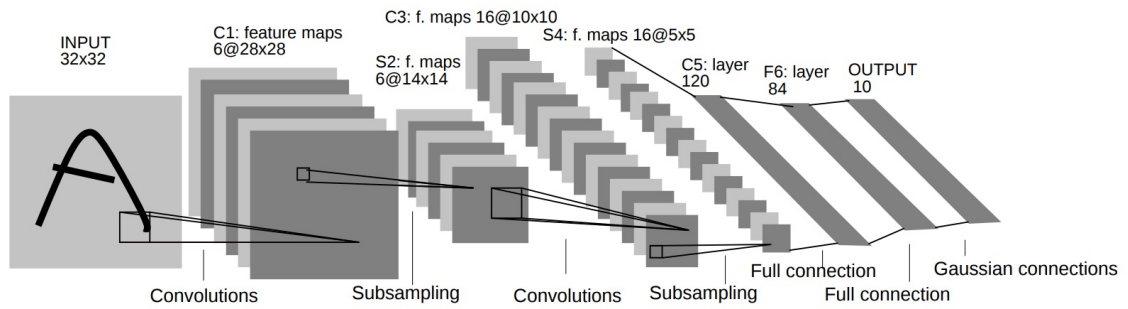 INPUT
32x32
C1: feature maps
6@28x28
S2: f. maps
6@14x14
C3: f. maps 16@10x10
S4: f. maps 16@5x5
C5: layer
120
F6: layer
84
OUTPUT
10
Convolutions
Subsampling
Convolutions
Subsampling
Full connection
Full connection
Gaussian connections